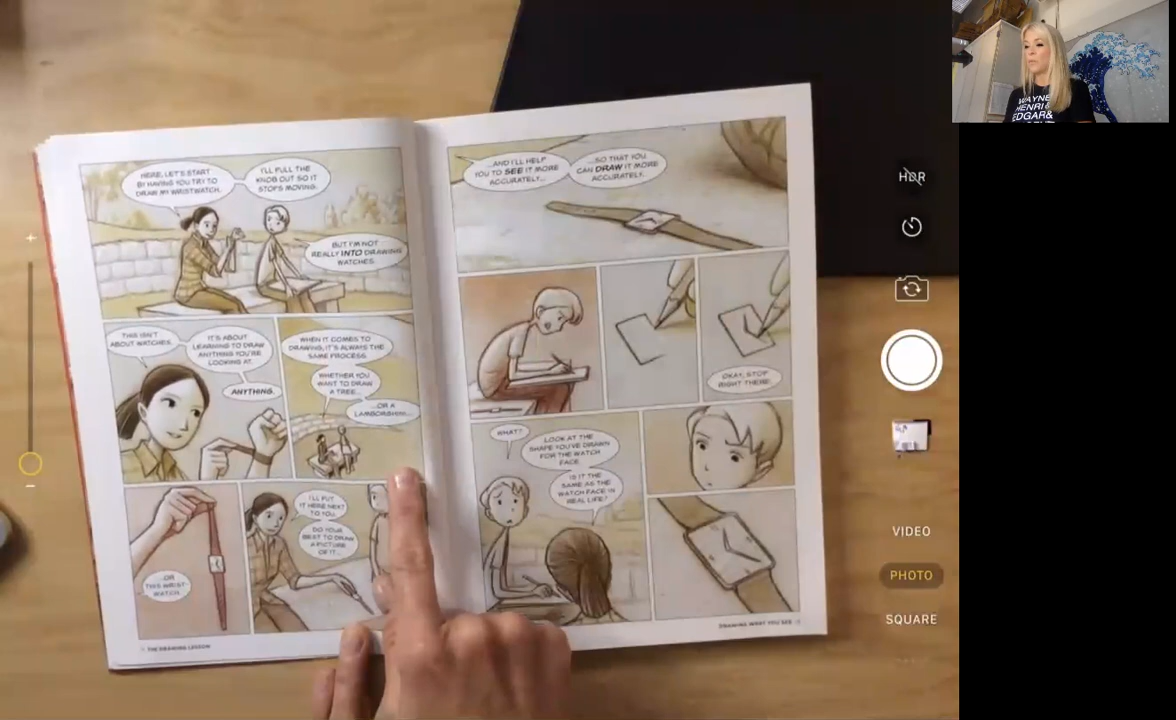 HERE, LET'S START
BY HAVING YOU TRY TO
DRAW MY WRISTWATCH.
I'LL PULL THE
KNOB OUT SO IT
STOPS MOVING.
BUT I'M NOT
REALLY INTO DRAWING
WATCHES.
THIS ISN'T
ABOUT WATCHES.
IT'S ABOUT
LEARNING TO DRAW
ANYTHING YOU'RE
LOOKING AT.
ANYTHING.
WHEN IT COMES TO
DRAWING, IT'S ALWAYS THE
SAME PROCESS.
WHETHER YOU
WANT TO DRAW
A TREE...
...OR A
LAMBORGHINI...
...OR
THIS WRIST-
WATCH.
I'LL PUT
IT HERE NEXT
TO YOU.
DO YOUR
BEST TO DRAW
A PICTURE
OF IT...
THE DRAWING LESSON
...AND I'LL HELP
YOU TO SEE IT MORE
ACCURATELY...
...SO THAT YOU
CAN DRAW IT MORE
ACCURATELY.
OKAY, STOP
RIGHT THERE.
WHAT?
LOOK AT THE
SHAPE YOU'VE DRAWN
FOR THE WATCH
FACE.
IS IT THE
SAME AS THE
WATCH FACE IN
REAL LIFE?
DRAWING WHAT YOU SEE
WAYNE,
HENRI &
EDGAR&
HDR
VIDEO
PHOTO
SQUARE